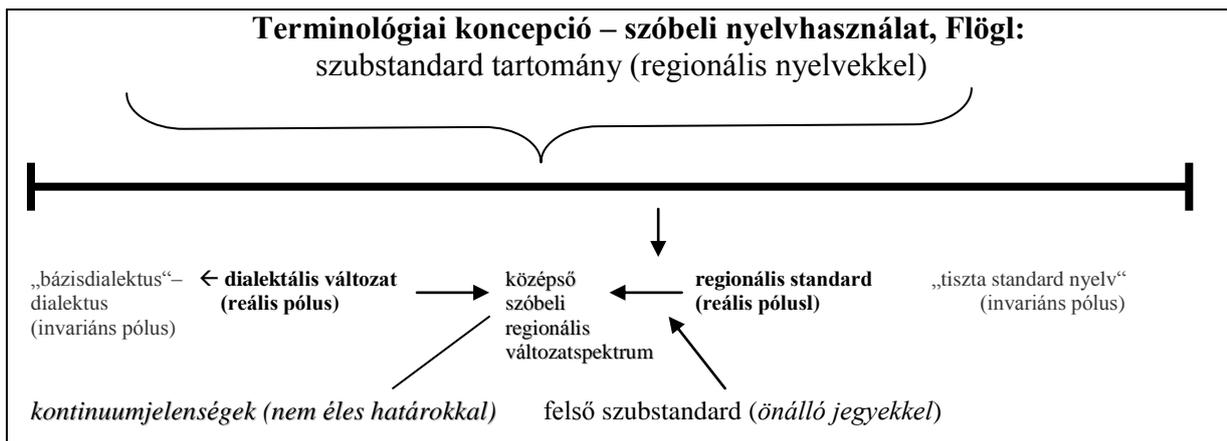 Terminológiai koncepció – szóbeli nyelvhasználat, Flögl:
szubstandard tartomány (regionális nyelvekkel)
„bázisdialektus“–
dialektus
(invariáns pólus)
← dialektális változat
(reális pólus)
középső
szóbeli
regionális
változatspektrum
regionális standard
(reális pólusl)
„tiszta standard nyelv“
(invariáns pólus)
kontinuumjelenségek (nem éles határokkal)
felső szubstandard (önálló jegyekkel)